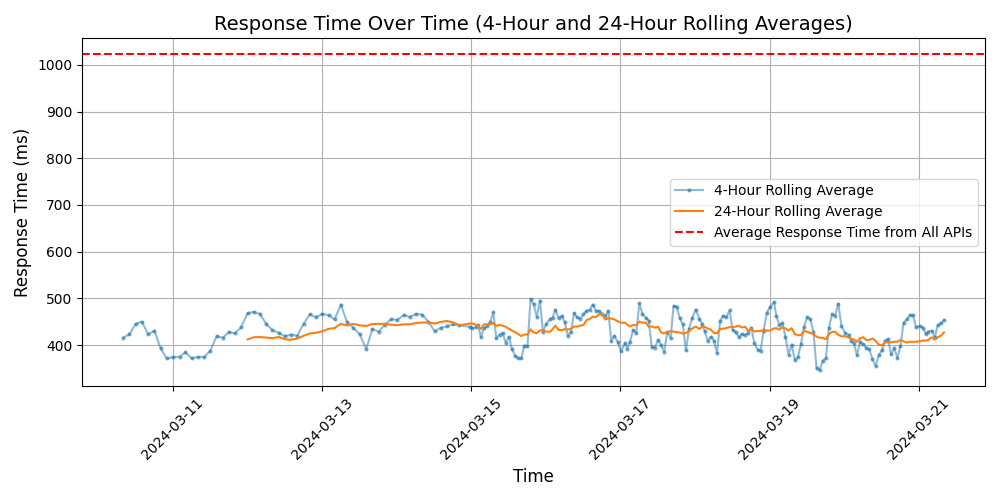 Response Time Over Time (4-Hour and 24-Hour Rolling Averages)
Response Time (ms)
1000
900
800
700
600
500
400
4-Hour Rolling Average
24-Hour Rolling Average
Average Response Time from All APIs
2024-03-11
2024-03-13
2024-03-15
2024-03-17
2024-03-19
2024-03-21
Time